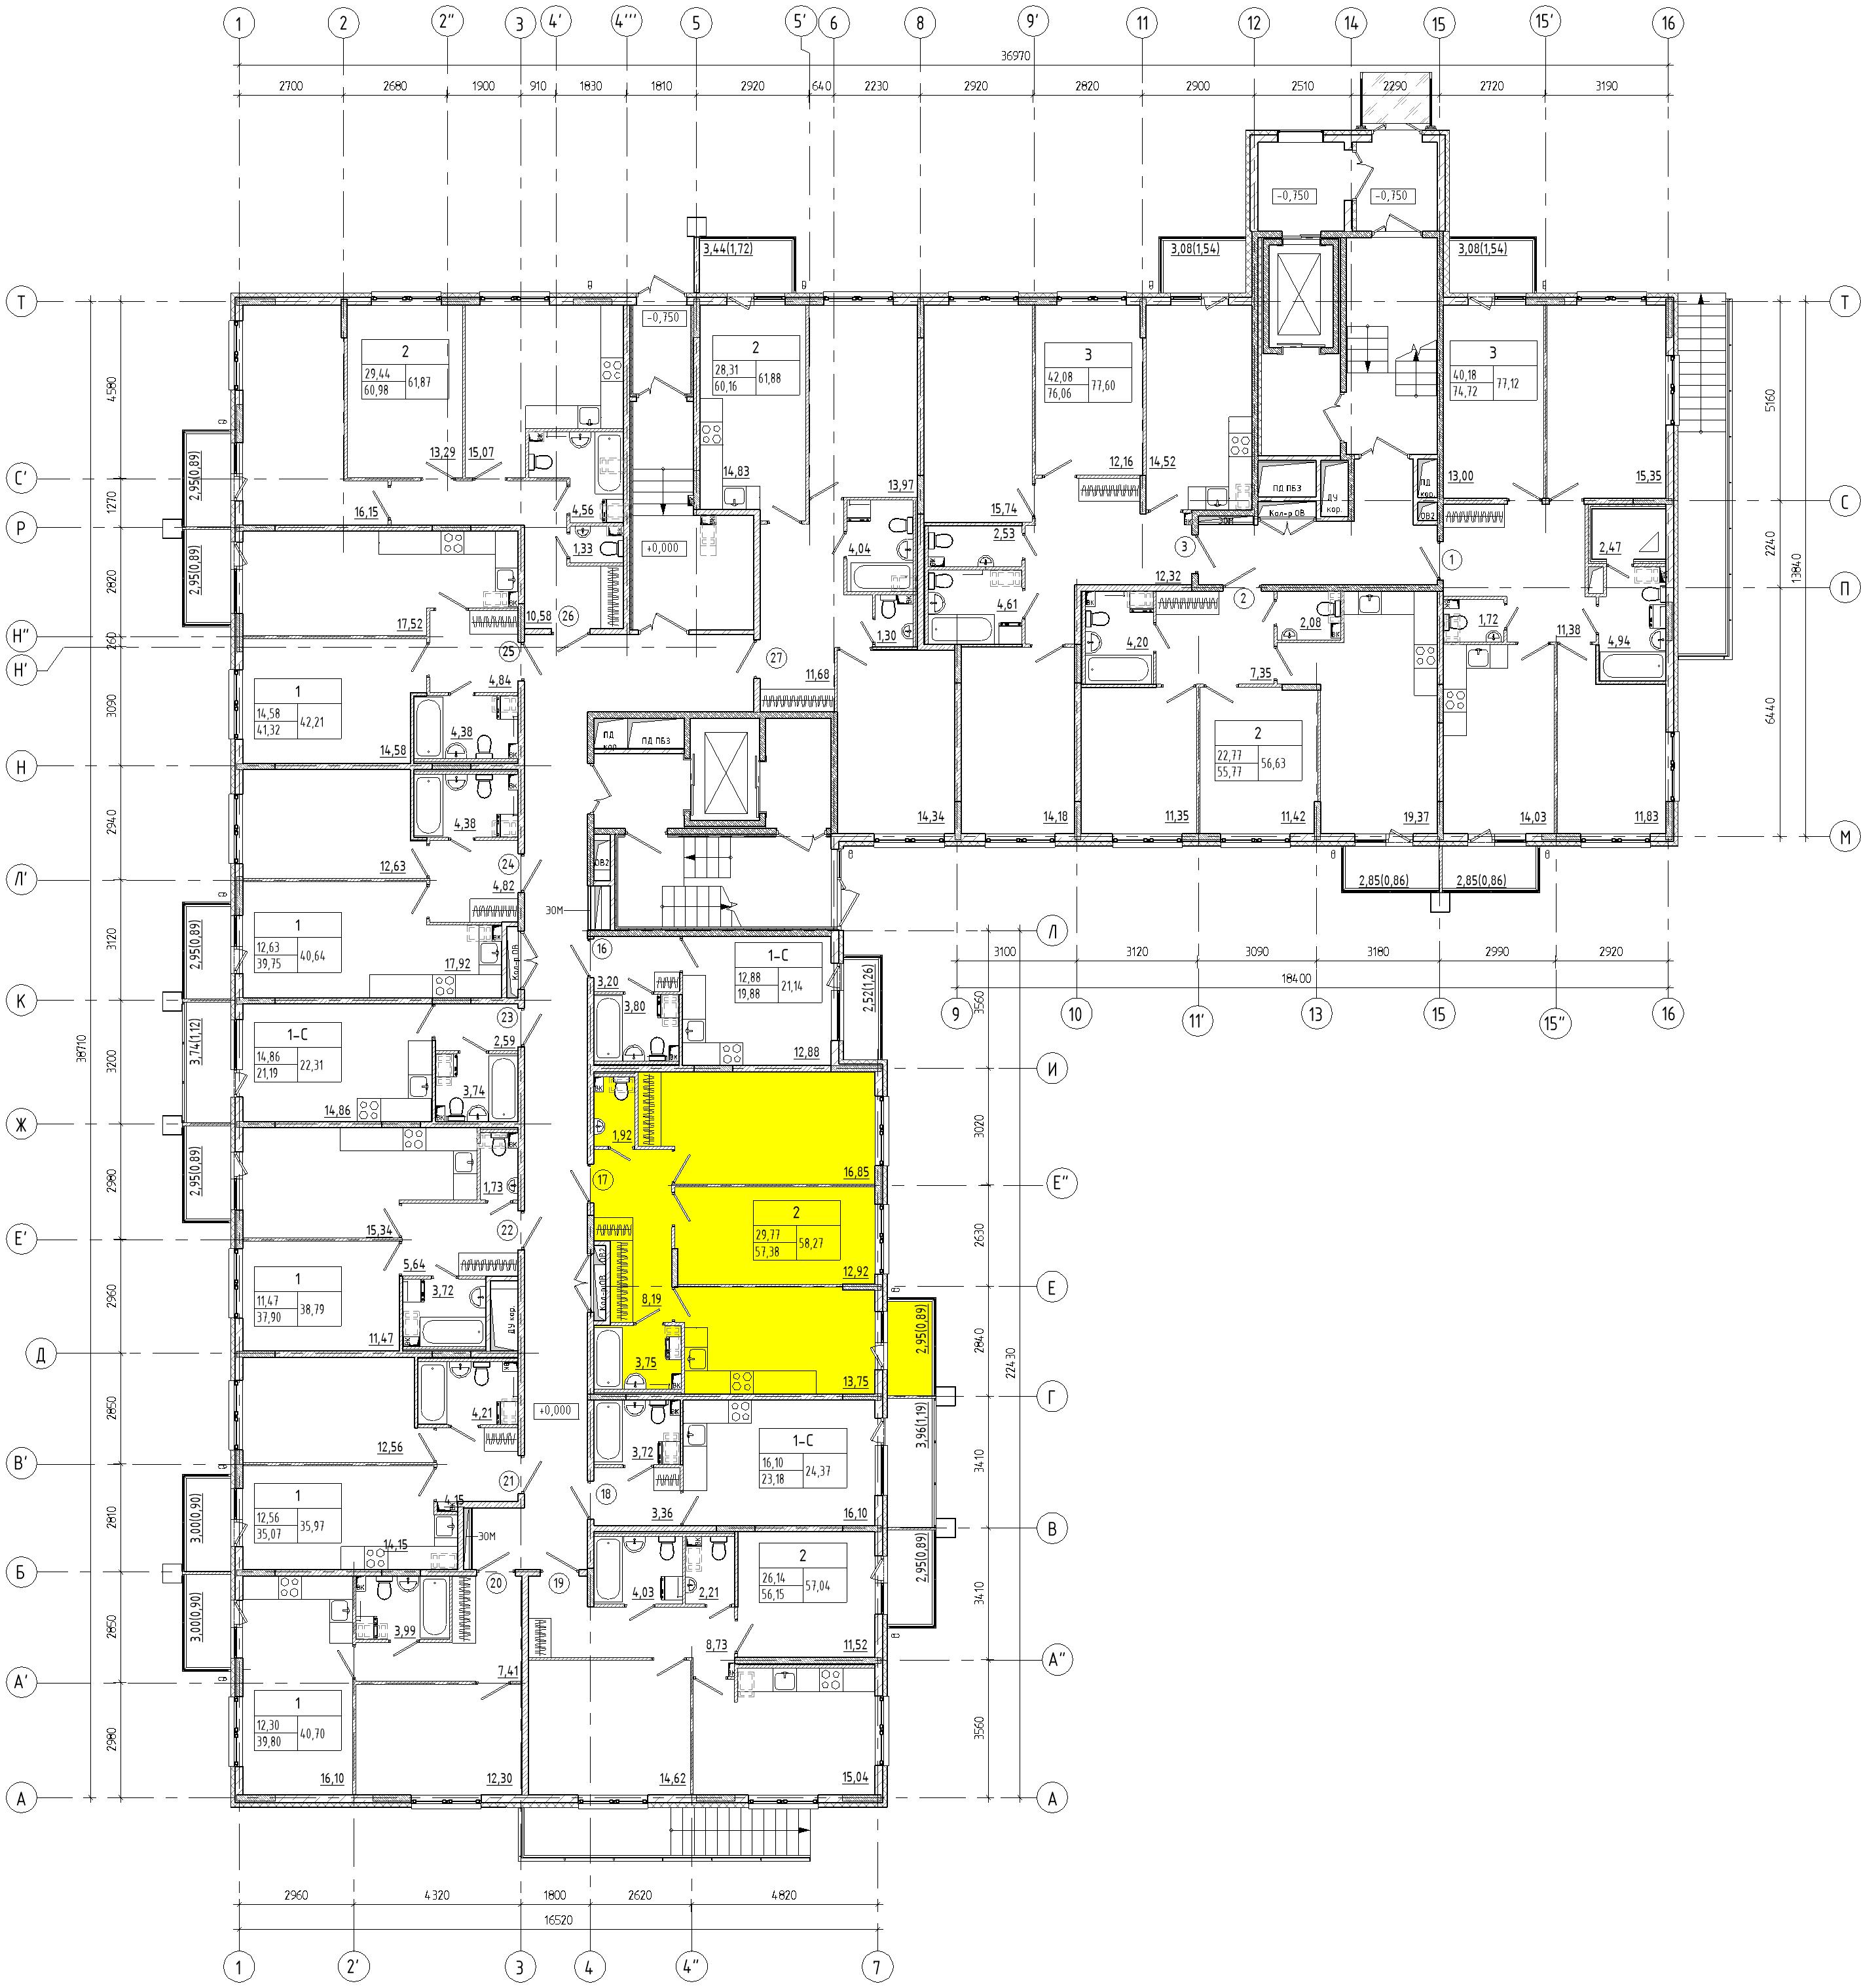 1 2 2" 3 4' 4''' 5 5' 6 8 9' 11 12 14 15 15' 16
36970
2700 2680 1900 910 1830 1810 2920 640 2230 2920 2820 2900 2510 2290 2720 3190
-0,750 -0,750
3,44(1,72) 3,08(1,54) 3,08(1,54)
Т Т
-0,750
2
29,44 61,87
60,98
2
28,31 61,88
60,16
3
42,08 77,60
76,06
3
40,18 77,12
74,72
4580 5160
13,29 15,07 14,83 12,16 14,52 13,00 15,35
С'
2,95(0,89)
13,97
ПД ПБЗ ДУ кор. ПД кор.
16,15 4,56 15,74 Кол-р ОВ ОВ2
С
1270
Р
ЭОМ
1,33 +0,000 4,04 2,53 3 1 2,47
2240 13840
2,95(0,89)
2820
12,32
П
2
10,58 26 4,61 4,20 2,08 1,72 11,38 4,94
17,52 1,30
Н"
260
Н'
25 27
4,84 11,68 7,35
1
14,58 42,21
41,32
3090 6440
4,38 ПД кор. ПД ПБЗ
2
22,77 56,63
55,77
14,58
Н
2940
4,38 14,34 14,18 11,35 11,42 19,37 14,03 11,83
М
12,63 24 ОВ2
Л'
4,82 2,85(0,86) 2,85(0,86)
ЭОМ
1
12,63 40,64
39,75
2,95(0,89) 3120
Кол-р ОВ
16
1-С
12,88 21,14
19,88
Л
3100 3120 3090 3180 2990 2920
18400
17,92 3,20 3,80 2,52(1,26) 3560
К
23
9 10 11' 13 15 15" 16
38710
3,74(1,12)
1-С
14,86 22,31
21,19
2,59 12,88
3200
И
3,74
14,86
Ж
1,92 3020
2,95(0,89) 2980
1,73 17 16,85
Е"
15,34 22
2
29,77 58,27
57,38
2630
Е'
5,64 ОВ2 12,92
1
11,47 38,79
37,90
3,72 Кол-р ОВ
Е
2960
8,19
ДУ кор.
2,95(0,89)
11,47
2840 22430
Д
3,75 13,75
Г
2850
4,21 +0,000
12,56 3,72
1-С
16,10 24,37
23,18
3,96(1,19) 3410
В'
21 18
1
12,56 35,97
35,07
4,15 3,36 16,10
3,00(0,90) 2810
ЭОМ
В
14,15
Б
20 19
4,03 2,21
2
26,14 57,04
56,15
2,95(0,89) 3410
3,00(0,90) 2850
3,99 8,73 11,52
А"
7,41
А'
1
12,30 40,70
39,80
2980 3560
16,10 12,30 14,62 15,04
А А
2960 4320 1800 2620 4820
16520
1 2' 3 4 4" 7